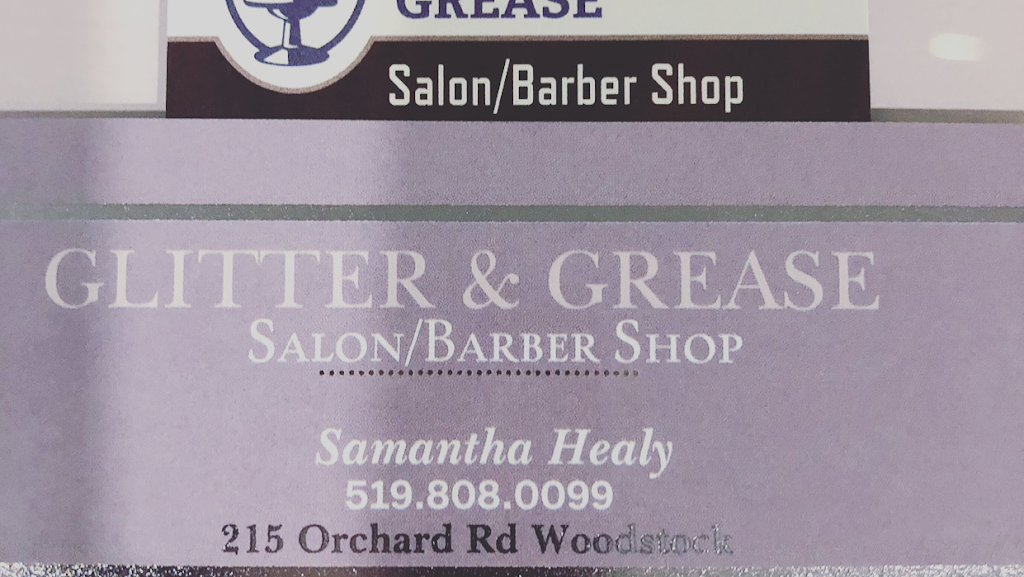 GREASE
Salon/Barber Shop
GLITTER & GREASE
SALON/BARBER SHOP
Samantha Healy
519.808.0099
215 Orchard Rd Woodstock